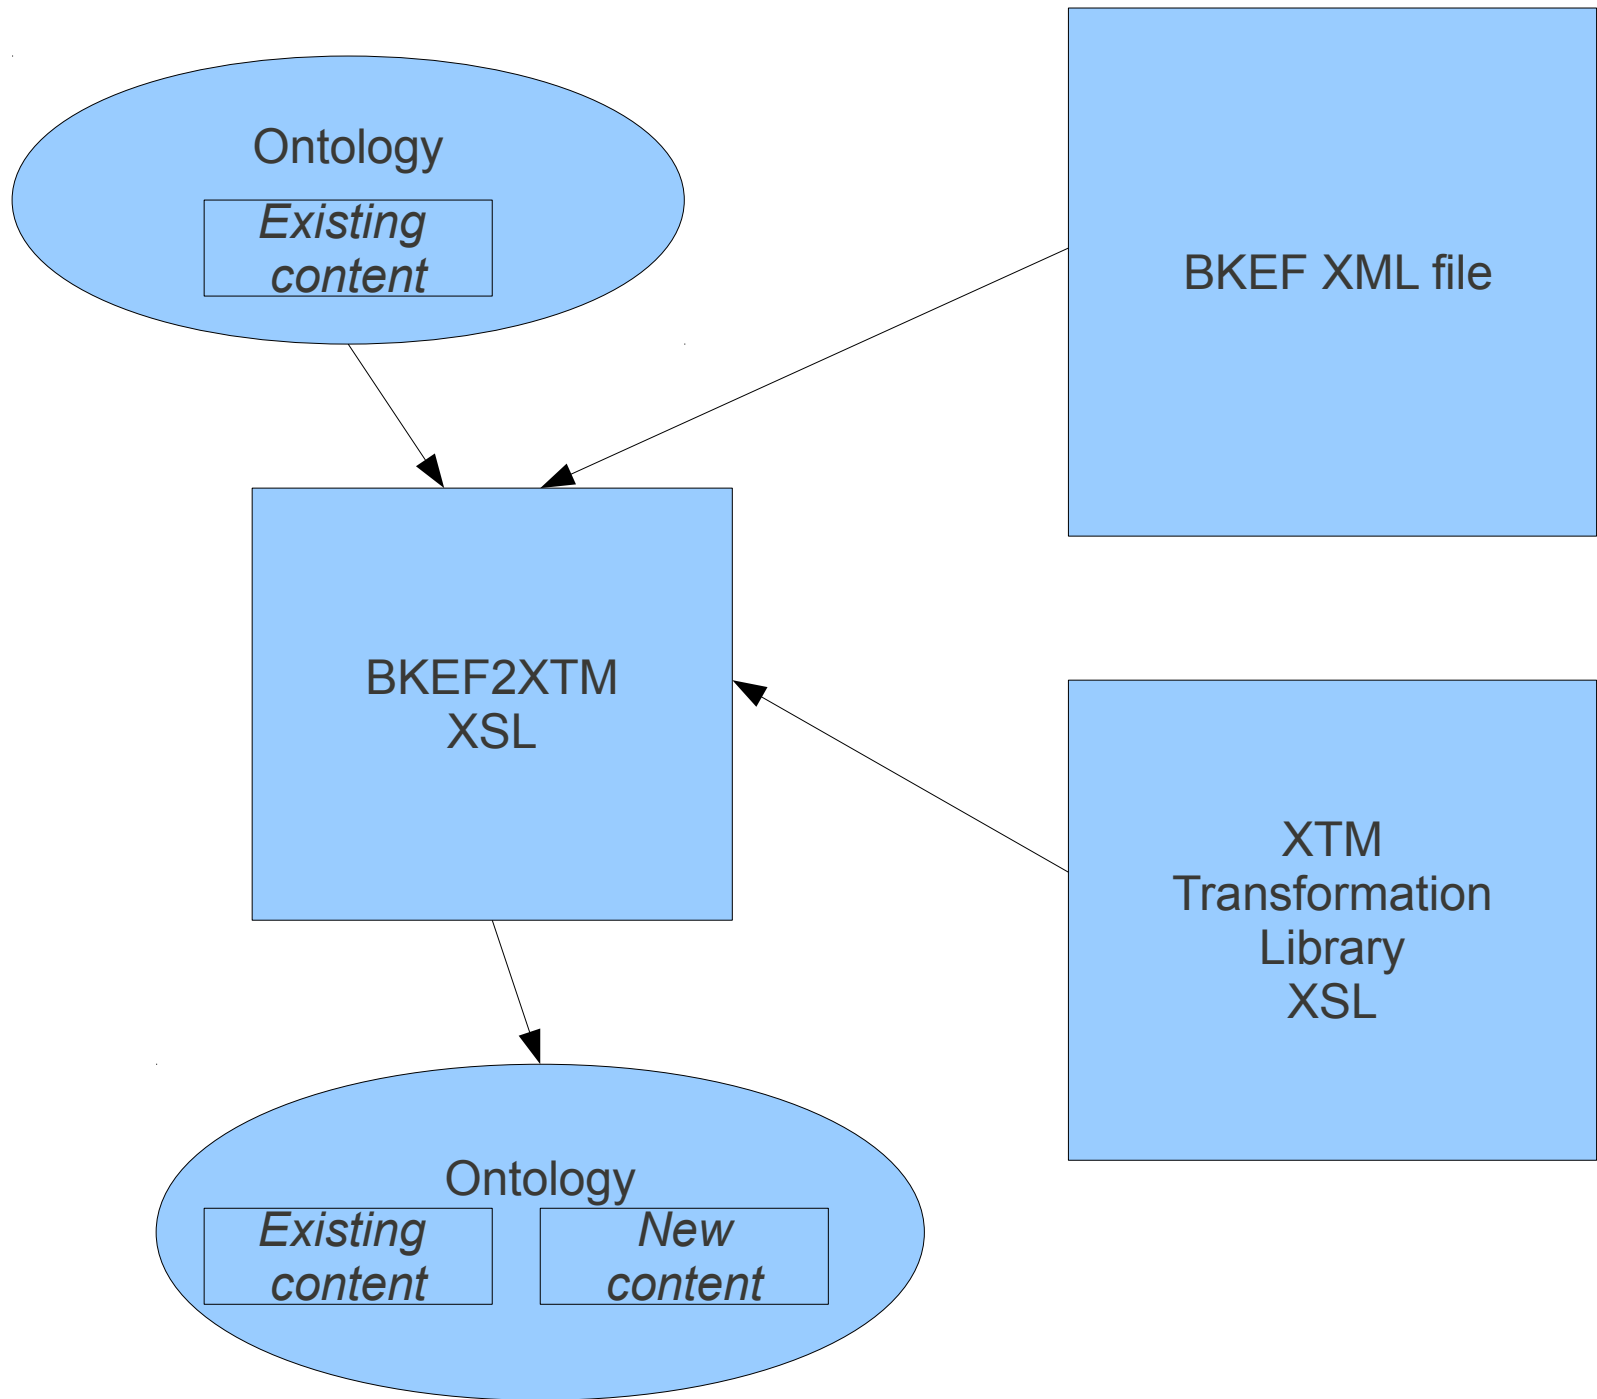 Ontology
Existing
content
BKEF XML file
BKEF2XTM
XSL
XTM
Transformation
Library
XSL
Ontology
Existing
content
New
content